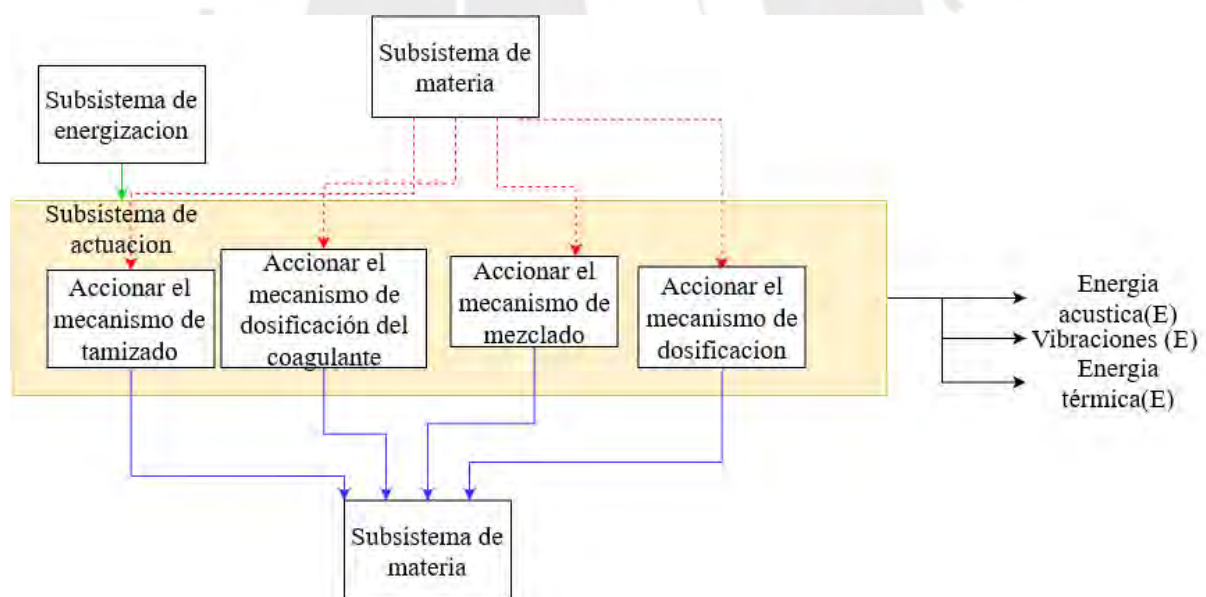 Subsistema de
materia
Subsistema de
energizacion
Subsistema de
actuacion
Accionar el
mecanismo de
tamizado
Accionar el
mecanismo de
dosificación del
coagulante
Accionar el
mecanismo de
mezclado
Accionar el
mecanismo de
dosificacion
Energia
acustica(E)
Vibraciones (E)
Energia
térmica(E)
Subsistema de
materia